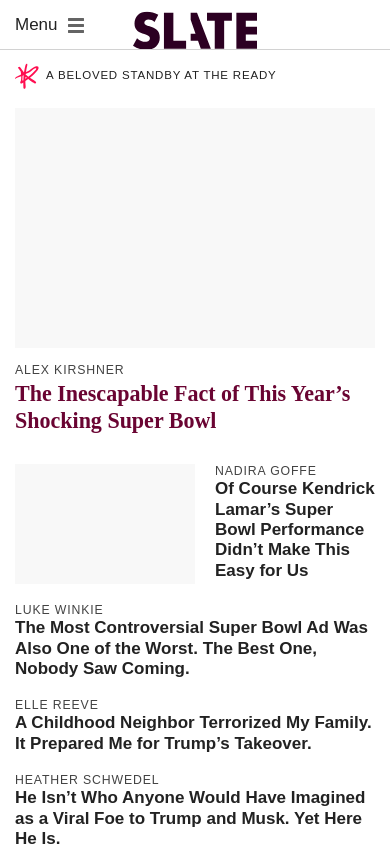 Menu
SLATE
A BELOVED STANDBY AT THE READY
ALEX KIRSHNER
The Inescapable Fact of This Year’s
Shocking Super Bowl
NADIRA GOFFE
Of Course Kendrick
Lamar’s Super
Bowl Performance
Didn’t Make This
Easy for Us
LUKE WINKIE
The Most Controversial Super Bowl Ad Was
Also One of the Worst. The Best One,
Nobody Saw Coming.
ELLE REEVE
A Childhood Neighbor Terrorized My Family.
It Prepared Me for Trump’s Takeover.
HEATHER SCHWEDEL
He Isn’t Who Anyone Would Have Imagined
as a Viral Foe to Trump and Musk. Yet Here
He Is.